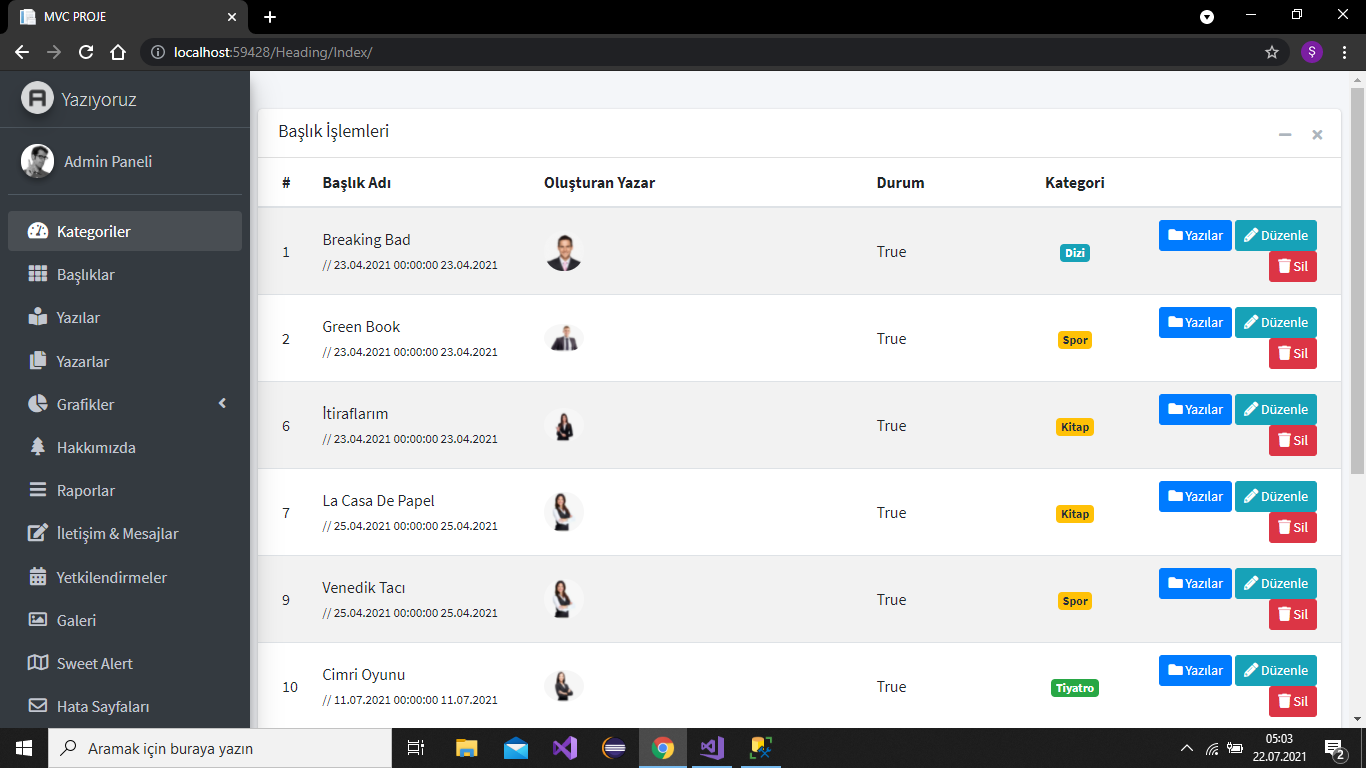 MVC PROJE
localhost:59428/Heading/Index/
Ş
Yazıyoruz
Admin Paneli
Kategoriler
Başlıklar
Yazılar
Yazarlar
Grafikler
Hakkımızda
Raporlar
İletişim & Mesajlar
Yetkilendirmeler
Galeri
Sweet Alert
Hata Sayfaları
Başlık İşlemleri
# Başlık Adı Oluşturan Yazar Durum Kategori
1 Breaking Bad True Dizi Yazılar Düzenle
// 23.04.2021 00:00:00 23.04.2021 Sil
2 Green Book True Spor Yazılar Düzenle
// 23.04.2021 00:00:00 23.04.2021 Sil
6 İtiraflarım True Kitap Yazılar Düzenle
// 23.04.2021 00:00:00 23.04.2021 Sil
7 La Casa De Papel True Kitap Yazılar Düzenle
// 25.04.2021 00:00:00 25.04.2021 Sil
9 Venedik Tacı True Spor Yazılar Düzenle
// 25.04.2021 00:00:00 25.04.2021 Sil
10 Cimri Oyunu True Tiyatro Yazılar Düzenle
// 11.07.2021 00:00:00 11.07.2021 Sil
Aramak için buraya yazın
05:03
22.07.2021
2